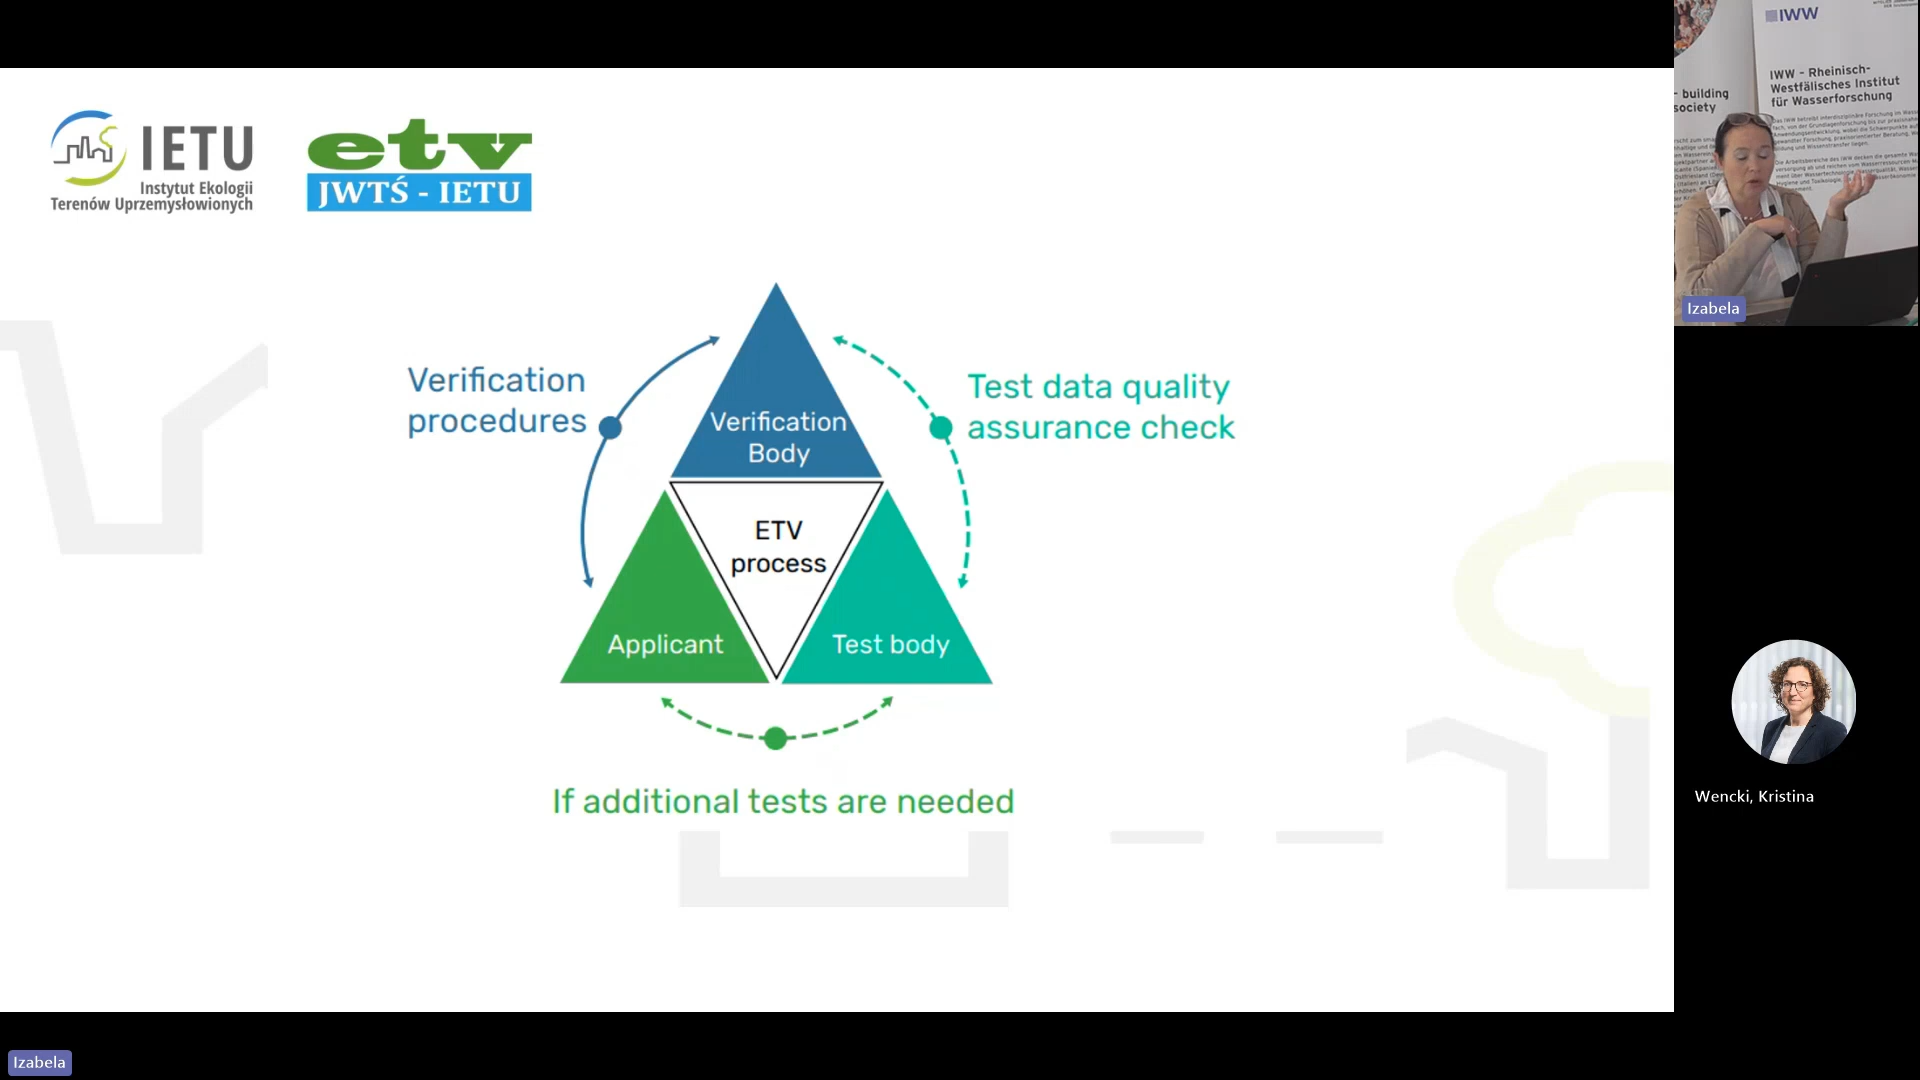 IETU
Instytut Ekologii
Terenów Uprzemysłowionych
etv
JWTŚ - IETU
Verification
procedures
Verification
Body
Test data quality
assurance check
ETV
process
Applicant
Test body
If additional tests are needed
IWW
- building
society
IWW - Rheinisch-
Westfälisches Institut
für Wasserforschung
Izabela
Wencki, Kristina
Izabela